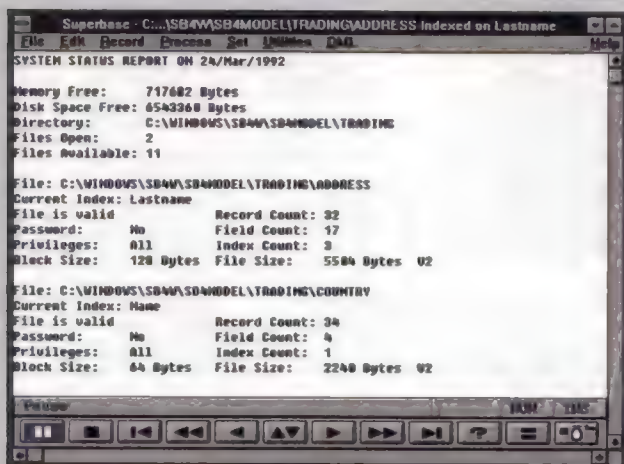 Superbase - C:...\SB4W\SB4MODEL\TRADING\ADDRESS Indexed on Lastname
File Edit Record Process Set Utilities DML Help
SYSTEM STATUS REPORT ON 24/Mar/1992
Memory Free: 717682 Bytes
Disk Space Free: 6543360 Bytes
Directory: C:\WINDOWS\SB4W\SB4MODEL\TRADING
Files Open: 2
Files Available: 11
File: C:\WINDOWS\SB4W\SB4MODEL\TRADING\ADDRESS
Current Index: Lastname
File is valid Record Count: 32
Password: No Field Count: 17
Privileges: All Index Count: 3
Block Size: 128 Bytes File Size: 5504 Bytes V2
File: C:\WINDOWS\SB4W\SB4MODEL\TRADING\COUNTRY
Current Index: Name
File is valid Record Count: 34
Password: No Field Count: 4
Privileges: All Index Count: 1
Block Size: 64 Bytes File Size: 2240 Bytes V2
Pause NUM INS